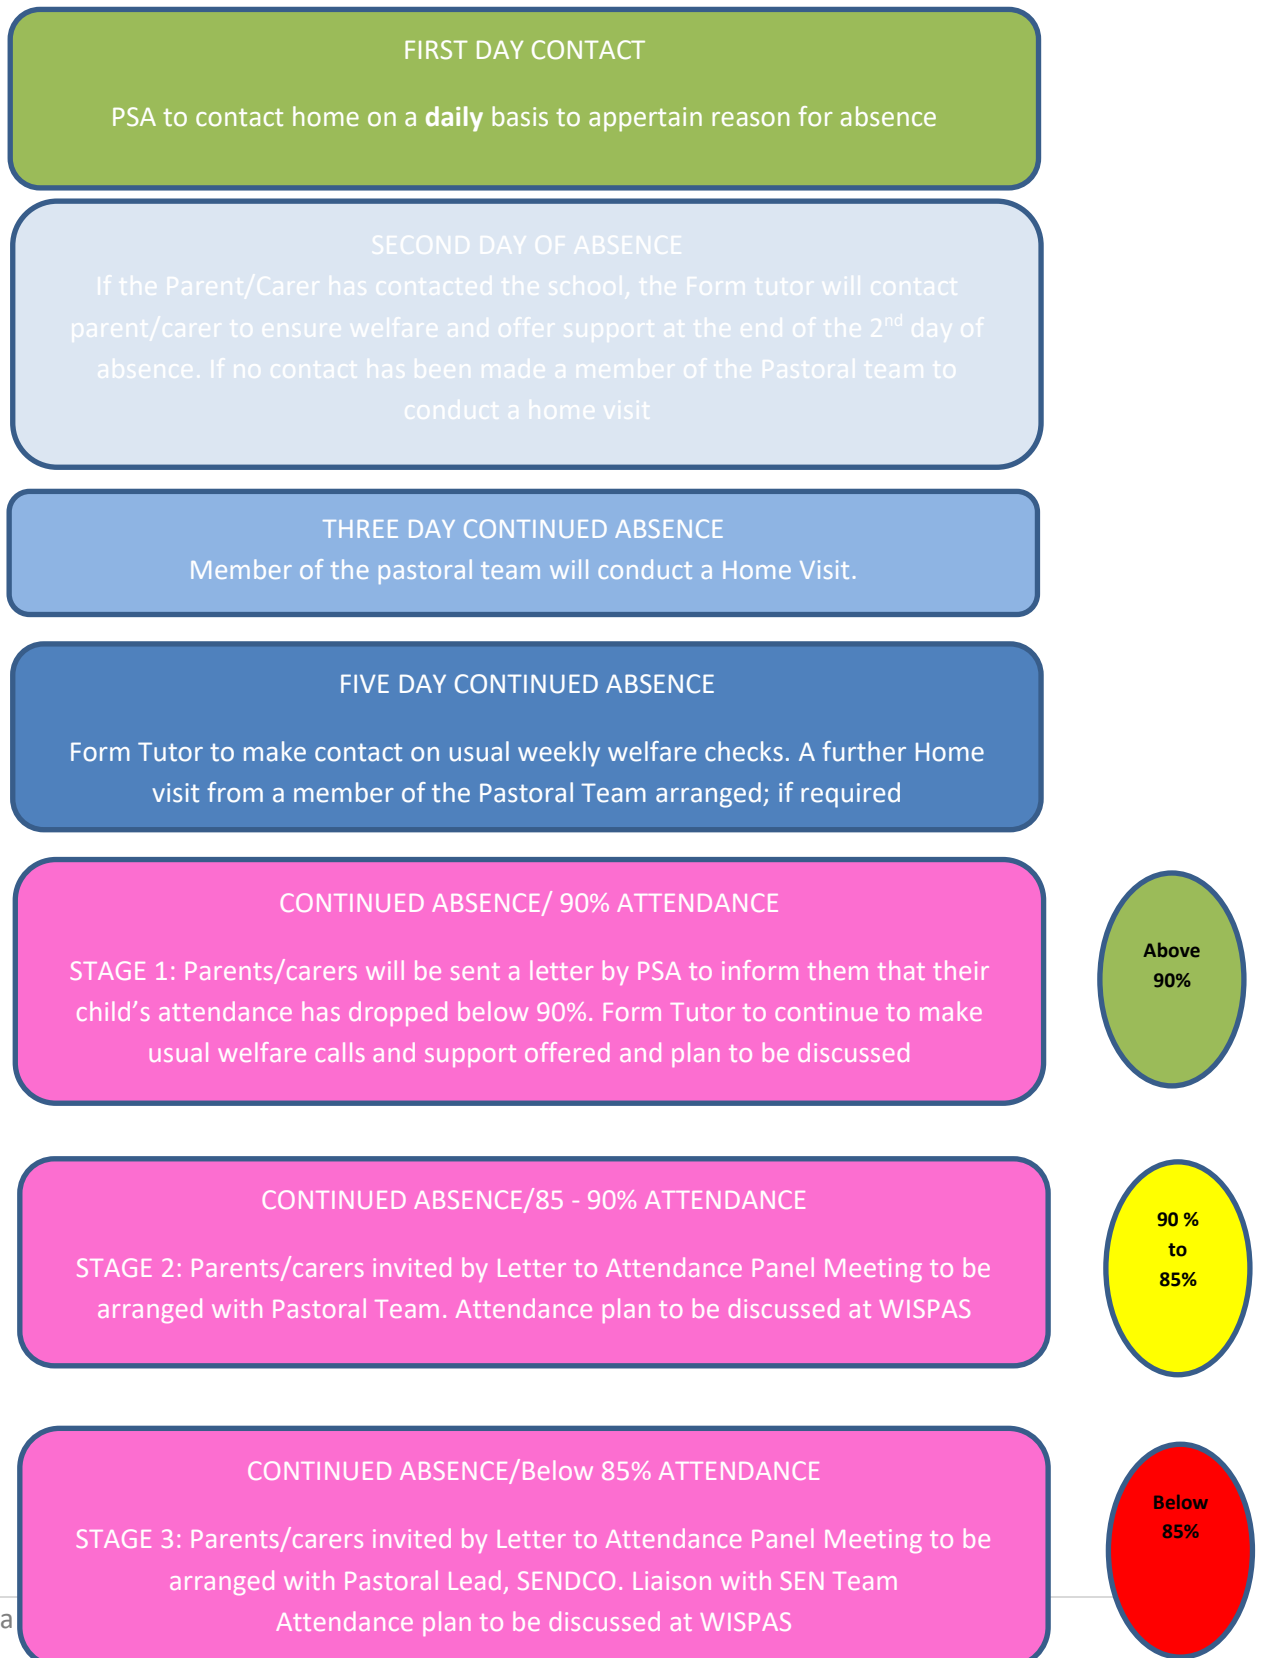 FIRST DAY CONTACT
PSA to contact home on a daily basis to appertain reason for absence
SECOND DAY OF ABSENCE
If the Parent/Carer has contacted the school, the Form tutor will contact
parent/carer to ensure welfare and offer support at the end of the 2nd day of
absence. If no contact has been made a member of the Pastoral team to
conduct a home visit
THREE DAY CONTINUED ABSENCE
Member of the pastoral team will conduct a Home Visit.
FIVE DAY CONTINUED ABSENCE
Form Tutor to make contact on usual weekly welfare checks. A further Home
visit from a member of the Pastoral Team arranged; if required
CONTINUED ABSENCE/ 90% ATTENDANCE
STAGE 1: Parents/carers will be sent a letter by PSA to inform them that their
child’s attendance has dropped below 90%. Form Tutor to continue to make
usual welfare calls and support offered and plan to be discussed
Above
90%
CONTINUED ABSENCE/85 - 90% ATTENDANCE
STAGE 2: Parents/carers invited by Letter to Attendance Panel Meeting to be
arranged with Pastoral Team. Attendance plan to be discussed at WISPAS
90 %
to
85%
CONTINUED ABSENCE/Below 85% ATTENDANCE
STAGE 3: Parents/carers invited by Letter to Attendance Panel Meeting to be
arranged with Pastoral Lead, SENDCO. Liaison with SEN Team
Attendance plan to be discussed at WISPAS
Below
85%